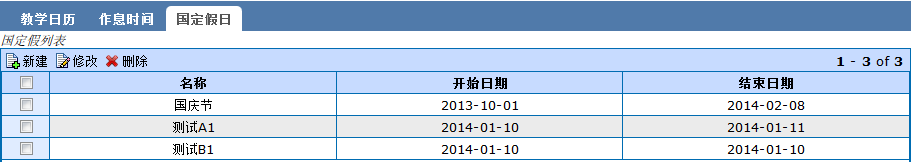 教学日历 作息时间 国定假日
国定假列表
新建 修改 删除 1 - 3 of 3
名称 开始日期 结束日期
国庆节 2013-10-01 2014-02-08
测试A1 2014-01-10 2014-01-11
测试B1 2014-01-10 2014-01-10